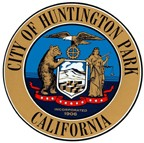 CITY OF HUNTINGTON PARK
INCORPORATED
1906
CALIFORNIA